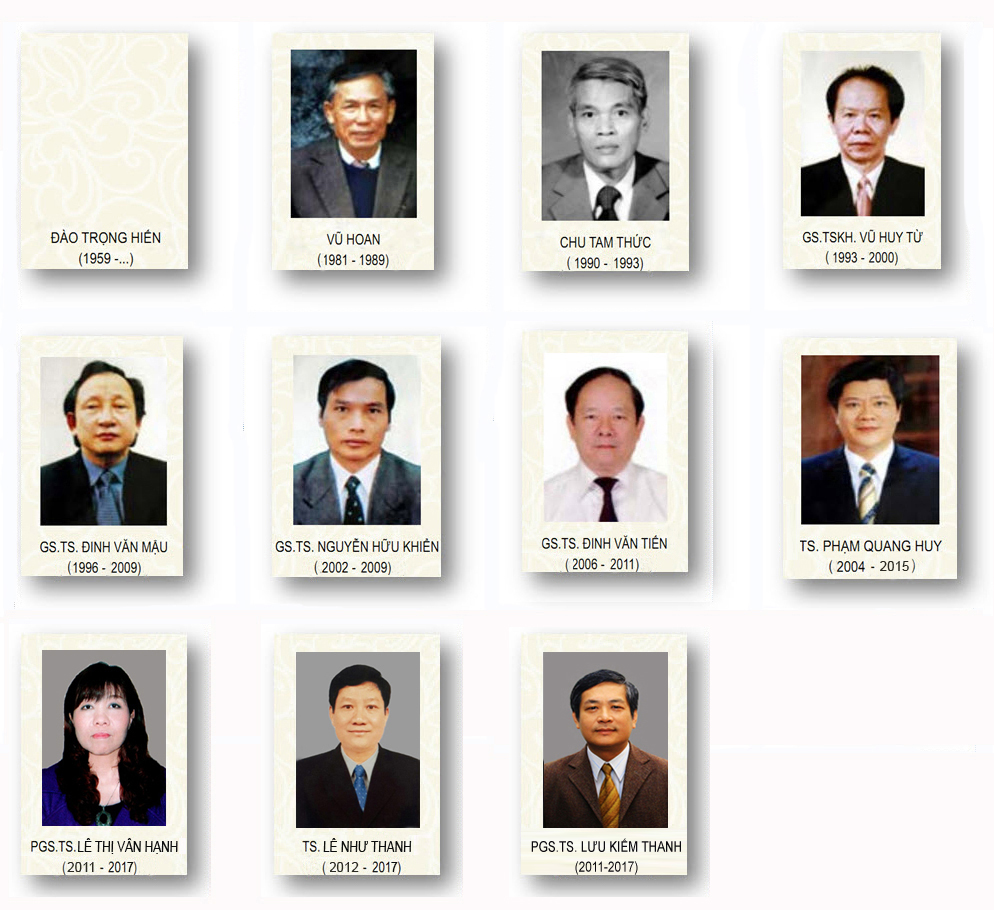 ĐÀO TRỌNG HIỀN
(1959 -...)
VŨ HOAN
(1981 - 1989)
CHU TAM THỨC
( 1990 - 1993)
GS.TSKH. VŨ HUY TỪ
( 1993 - 2000)
GS.TS. ĐINH VĂN MẬU
(1996 - 2009)
GS.TS. NGUYỄN HỮU KHIỂN
( 2002 - 2009)
GS.TS. ĐINH VĂN TIẾN
( 2006 - 2011)
TS. PHẠM QUANG HUY
( 2004 - 2015)
PGS.TS.LÊ THỊ VÂN HẠNH
(2011 - 2017)
TS. LÊ NHƯ THANH
( 2012 - 2017)
PGS.TS. LƯU KIẾM THANH
(2011-2017)